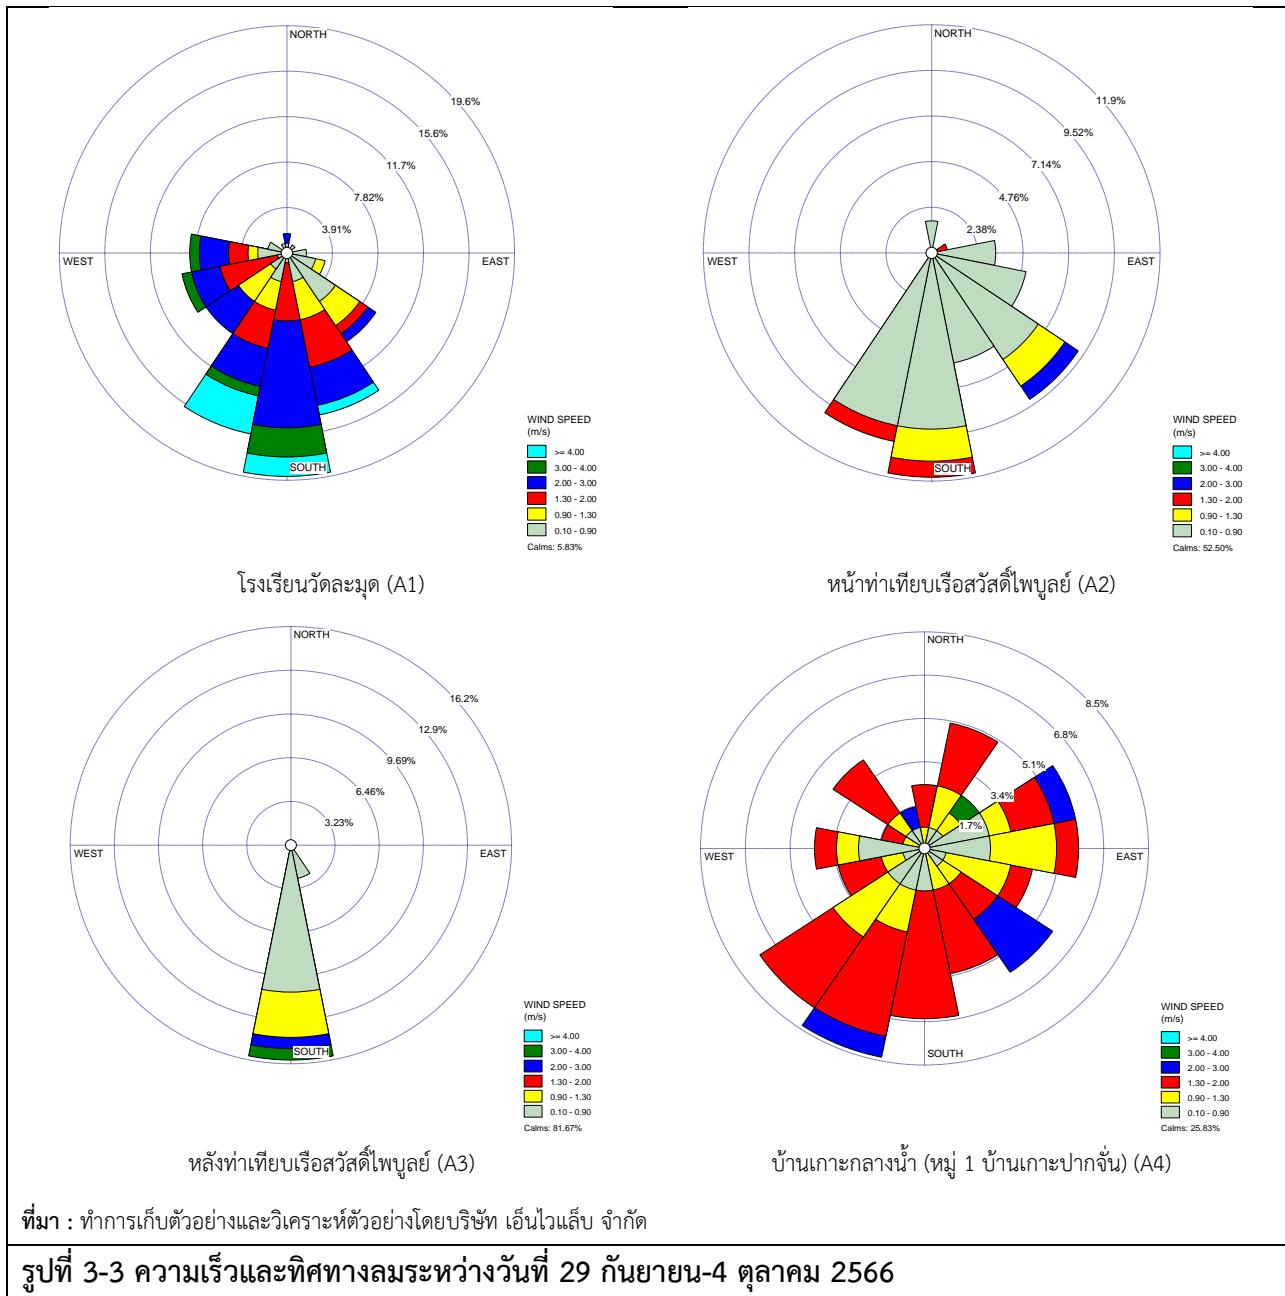 NORTH
19.6%
15.6%
11.7%
7.82%
3.91%
WEST
EAST
SOUTH
WIND SPEED
(m/s)
>= 4.00
3.00 - 4.00
2.00 - 3.00
1.30 - 2.00
0.90 - 1.30
0.10 - 0.90
Calms: 5.83%
โรงเรียนวัดละมุด (A1)
NORTH
11.9%
9.52%
7.14%
4.76%
2.38%
WEST
EAST
SOUTH
WIND SPEED
(m/s)
>= 4.00
3.00 - 4.00
2.00 - 3.00
1.30 - 2.00
0.90 - 1.30
0.10 - 0.90
Calms: 52.50%
หน้าท่าเทียบเรือสวัสดิ์ไพบูลย์ (A2)
NORTH
16.2%
12.9%
9.69%
6.46%
3.23%
WEST
EAST
SOUTH
WIND SPEED
(m/s)
>= 4.00
3.00 - 4.00
2.00 - 3.00
1.30 - 2.00
0.90 - 1.30
0.10 - 0.90
Calms: 81.67%
หลังท่าเทียบเรือสวัสดิ์ไพบูลย์ (A3)
NORTH
8.5%
6.8%
5.1%
3.4%
1.7%
WEST
EAST
SOUTH
WIND SPEED
(m/s)
>= 4.00
3.00 - 4.00
2.00 - 3.00
1.30 - 2.00
0.90 - 1.30
0.10 - 0.90
Calms: 25.83%
บ้านเกาะกลางน้ำ (หมู่ 1 บ้านเกาะปากจั่น) (A4)
ที่มา : ทำการเก็บตัวอย่างและวิเคราะห์ตัวอย่างโดยบริษัท เอ็นไวแล็บ จำกัด
รูปที่ 3-3 ความเร็วและทิศทางลมระหว่างวันที่ 29 กันยายน-4 ตุลาคม 2566